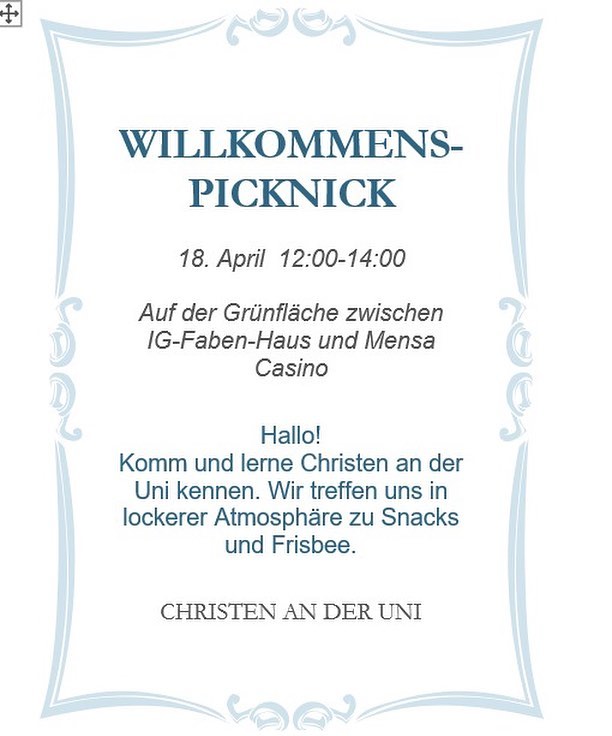 WILLKOMMENS-
PICKNICK
18. April  12:00-14:00
Auf der Grünfläche zwischen
IG-Faben-Haus und Mensa
Casino
Hallo!
Komm und lerne Christen an der
Uni kennen. Wir treffen uns in
lockerer Atmosphäre zu Snacks
und Frisbee.
CHRISTEN AN DER UNI